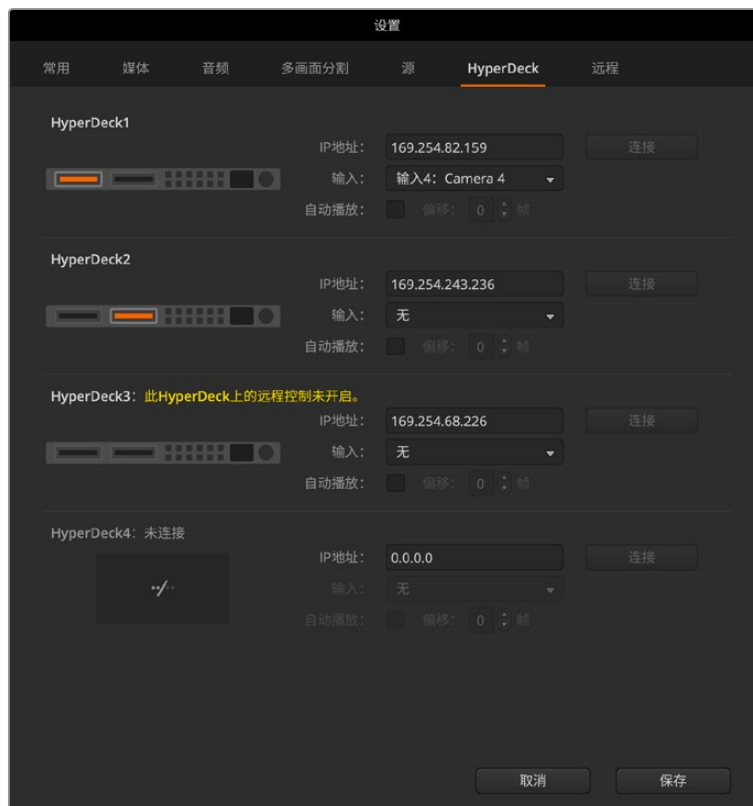 设置
常用 媒体 音频 多画面分割 源 HyperDeck 远程
HyperDeck1
IP地址： 169.254.82.159 连接
输入： 输入4：Camera 4
自动播放： 偏移： 0 帧
HyperDeck2
IP地址： 169.254.243.236 连接
输入： 无
自动播放： 偏移： 0 帧
HyperDeck3：此HyperDeck上的远程控制未开启。
IP地址： 169.254.68.226 连接
输入： 无
自动播放： 偏移： 0 帧
HyperDeck4：未连接
IP地址： 0.0.0.0 连接
输入： 无
自动播放： 偏移： 0 帧
取消 保存